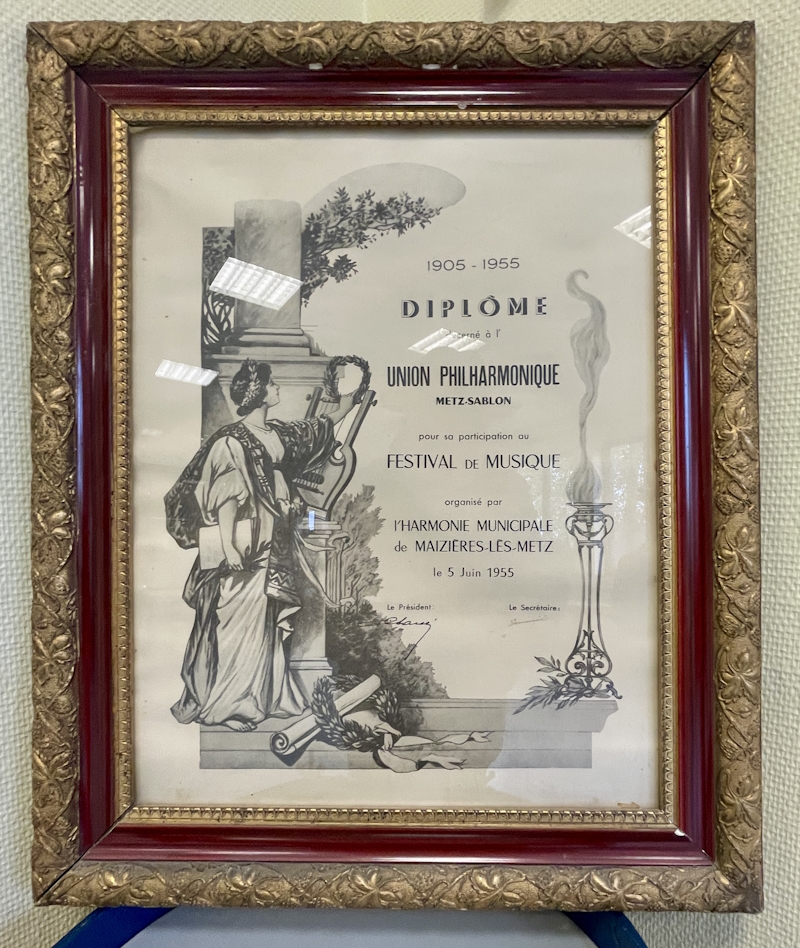 1905 - 1955
DIPLÔME
décerné à l'
UNION PHILHARMONIQUE
METZ-SABLON
pour sa participation au
FESTIVAL DE MUSIQUE
organisé par
l'HARMONIE MUNICIPALE
de MAIZIÈRES-LÈS-METZ
le 5 Juin 1955
Le Président: Le Secrétaire: